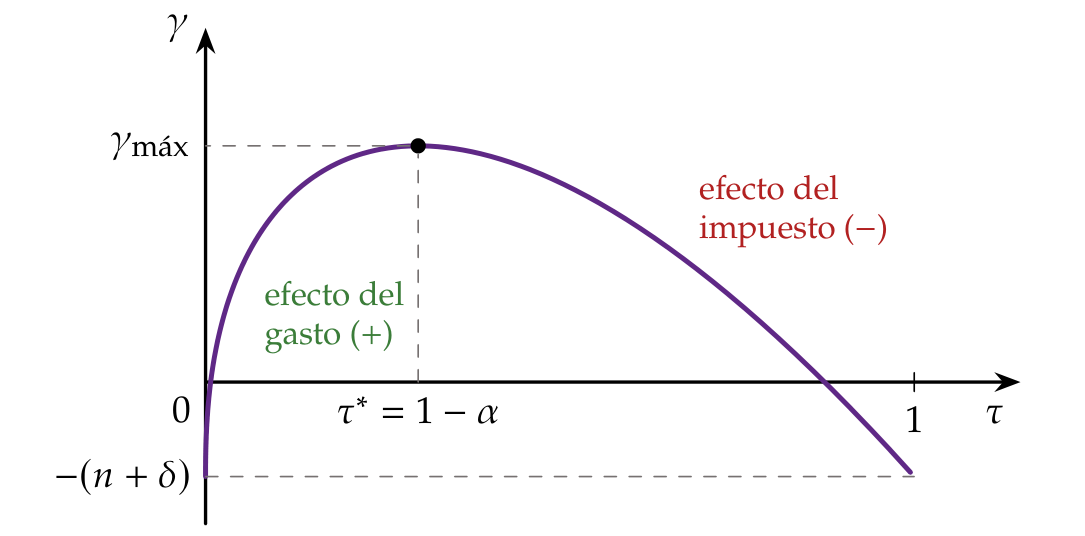 γ
γmáx
efecto del
impuesto (−)
efecto del
gasto (+)
0
τ* = 1 − α
1
τ
−(n + δ)